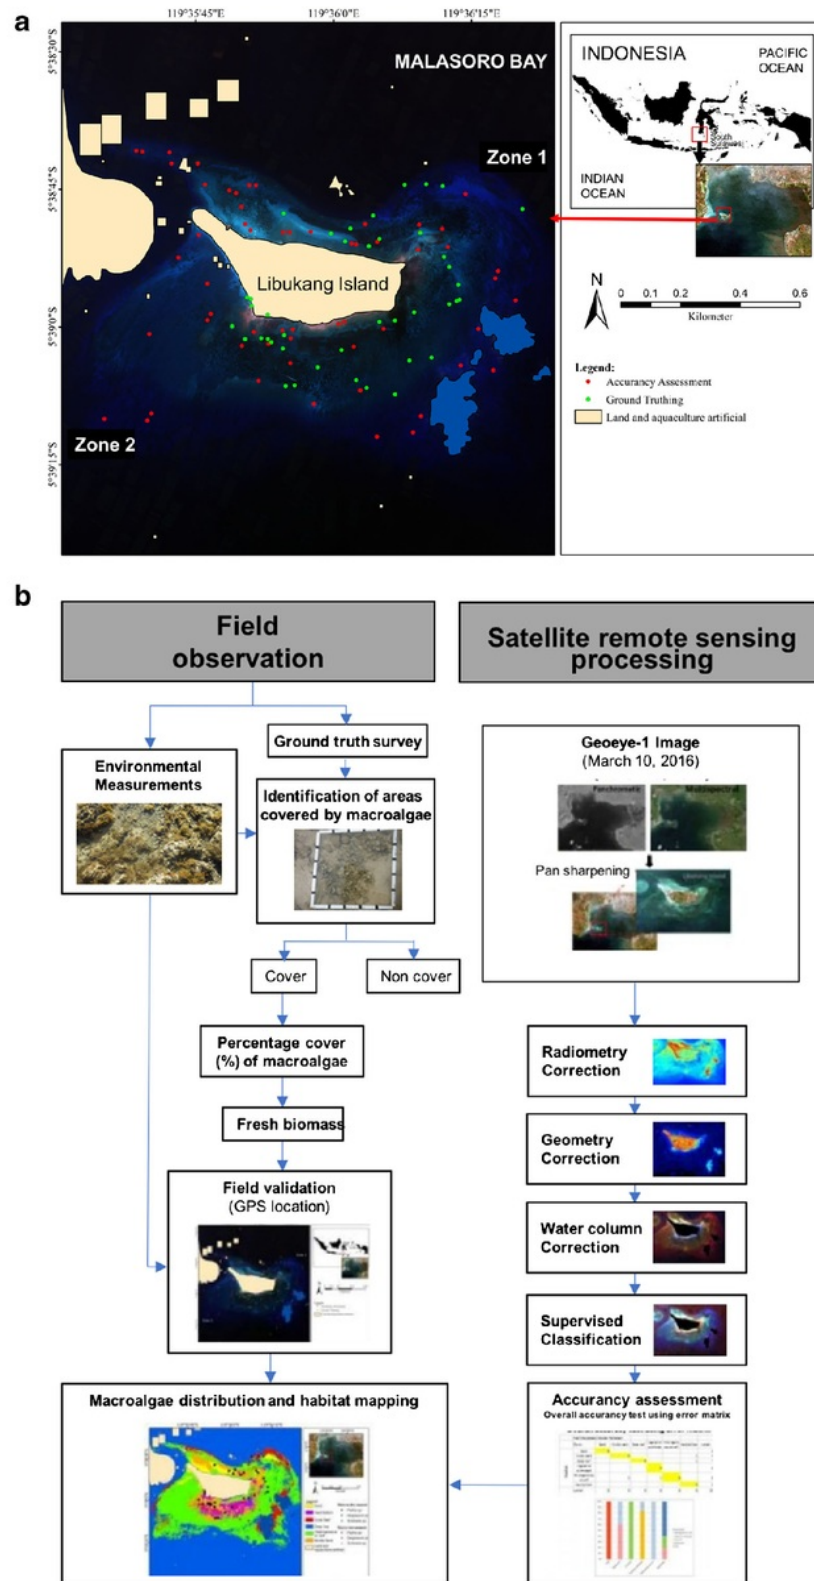 a
119°35'45"E
119°36'0"E
119°36'15"E
5°38'30"S
5°38'45"S
5°39'0"S
5°39'15"S
MALASORO BAY
Zone 1
Libukang Island
Zone 2
INDONESIA
PACIFIC
OCEAN
South
INDIAN
OCEAN
N
0 0.2 0.4 0.6
Kilometer
Legend:
Accurancy Assessment
Ground Truthing
Land and aquaculture artificial
b
Field
observation
Satellite remote sensing
processing
Ground truth survey
Environmental
Measurements
Identification of areas
covered by macroalgae
Cover
Non cover
Percentage cover
(%) of macroalgae
Fresh biomass
Field validation
(GPS location)
Macroalgae distribution and habitat mapping
Geoeye-1 Image
(March 10, 2016)
Panchromatic
Multispectral
Pan sharpening
Radiometry
Correction
Geometry
Correction
Water column
Correction
Supervised
Classification
Accurancy assessment
Overall accurancy test using error matrix